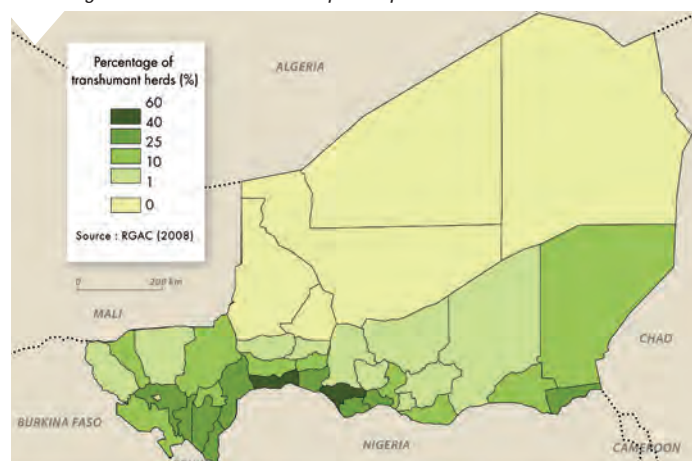 Percentage of
transhumant herds (%)
60
40
25
10
1
0
Source : RGAC (2008)
0 200 km
ALGERIA
MALI
CHAD
BURKINA FASO
NIGERIA
CAMEROON